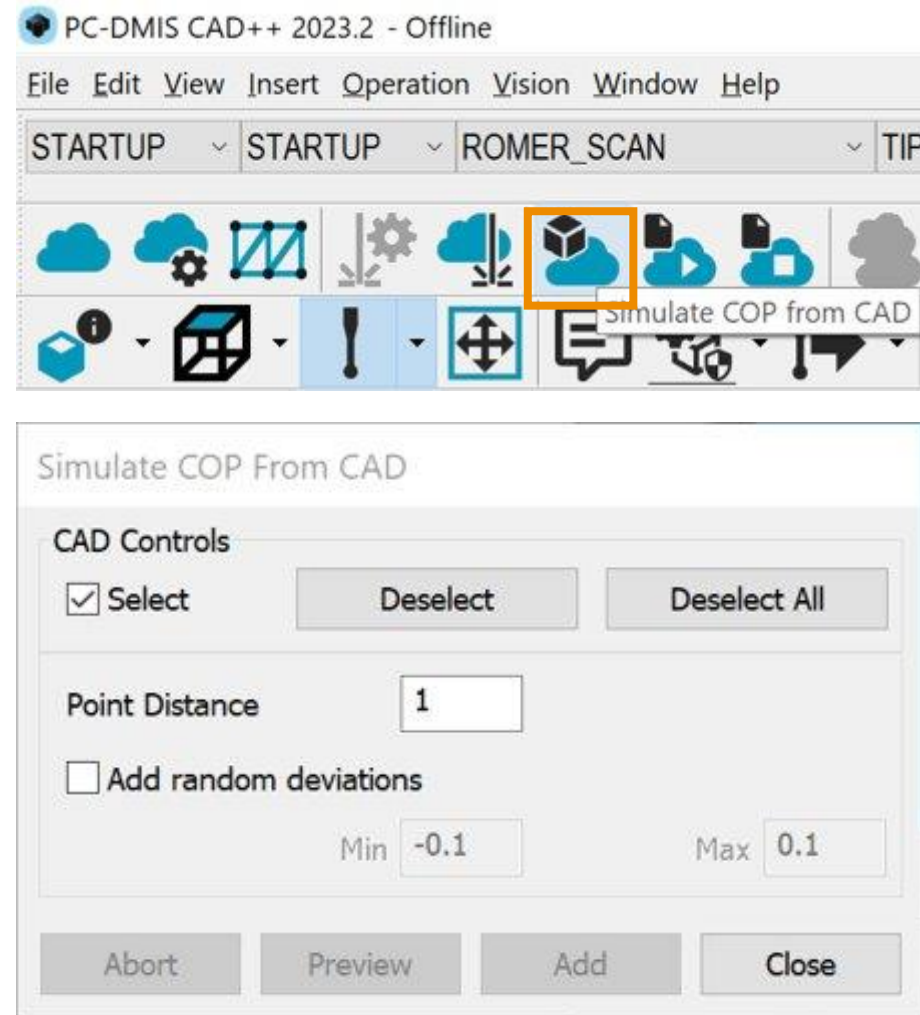 PC-DMIS CAD++ 2023.2 - Offline
File Edit View Insert Operation Vision Window Help
STARTUP STARTUP ROMER_SCAN TIP
Simulate COP from CAD
Simulate COP From CAD
CAD Controls
Select Deselect Deselect All
Point Distance 1
Add random deviations
Min -0.1 Max 0.1
Abort Preview Add Close